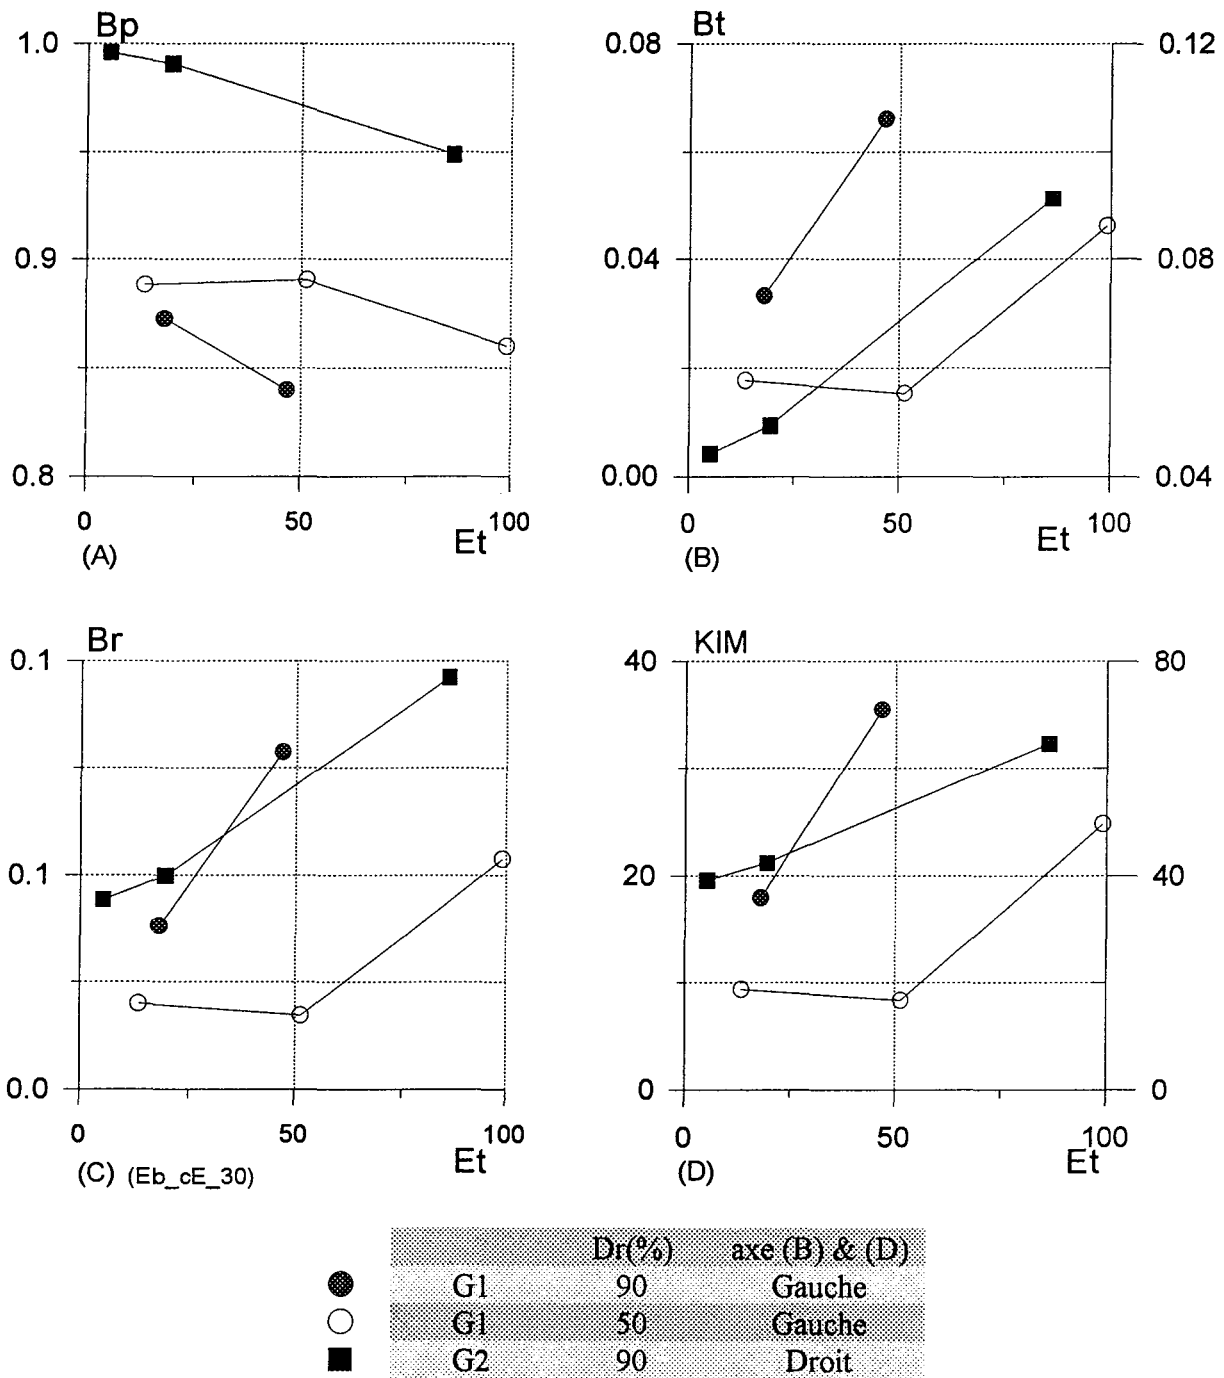 Bp
1.0
0.9
0.8
0 50 100
Et
(A)
Bt
0.08 0.12
0.04 0.08
0.00 0.04
0 50 100
Et
(B)
Br
0.1
0.1
0.0
0 50 100
Et
(C) (Eb_cE_30)
KIM
40 80
20 40
0 0
0 50 100
Et
(D)
Dr(%) axe (B) & (D)
G1 90 Gauche
G1 50 Gauche
G2 90 Droit